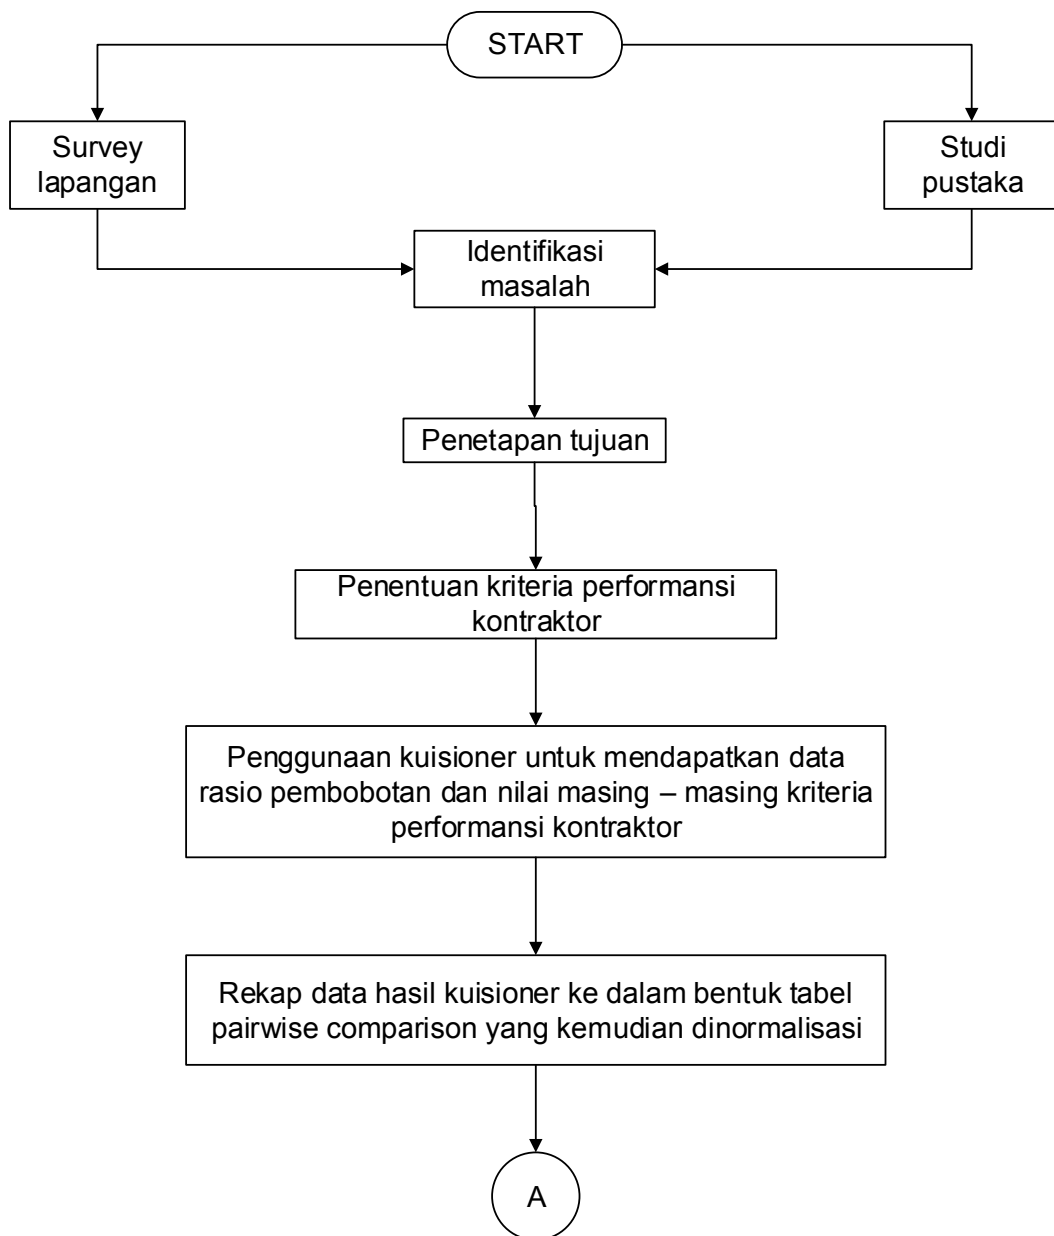 START
Survey
lapangan
Studi
pustaka
Identifikasi
masalah
Penetapan tujuan
Penentuan kriteria performansi
kontraktor
Penggunaan kuisioner untuk mendapatkan data
rasio pembobotan dan nilai masing – masing kriteria
performansi kontraktor
Rekap data hasil kuisioner ke dalam bentuk tabel
pairwise comparison yang kemudian dinormalisasi
A